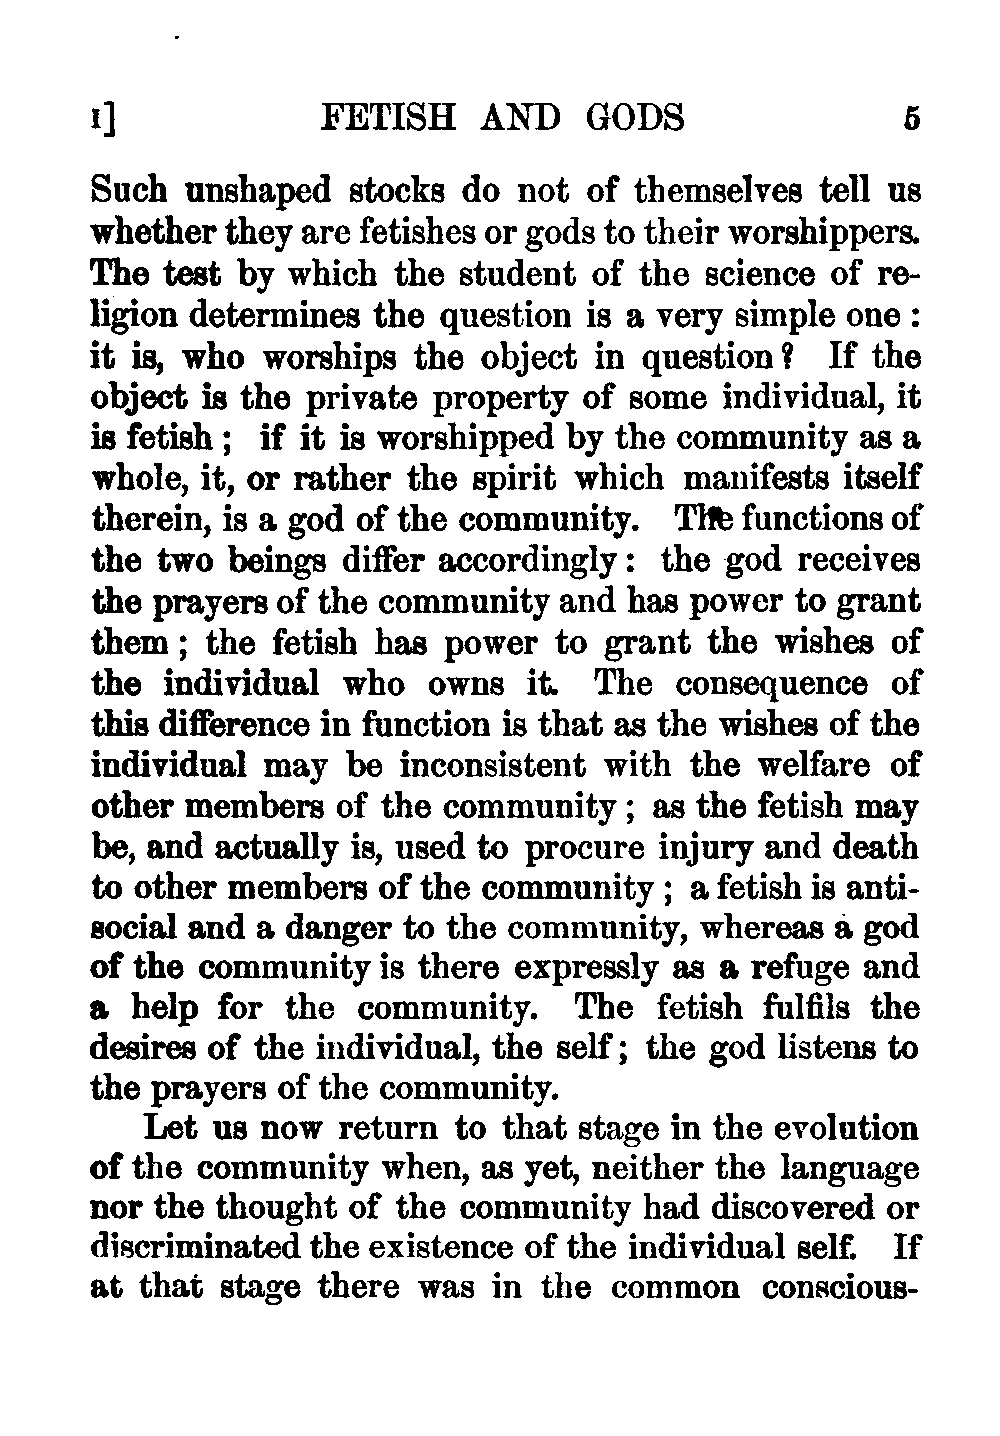 I] FETISH AND GODS 5
Such unshaped stocks do not of themselves tell us
whether they are fetishes or gods to their worshippers.
The test by which the student of the science of re-
ligion determines the question is a very simple one :
it is, who worships the object in question? If the
object is the private property of some individual, it
is fetish ; if it is worshipped by the community as a
whole, it, or rather the spirit which manifests itself
therein, is a god of the community. The functions of
the two beings differ accordingly : the god receives
the prayers of the community and has power to grant
them ; the fetish has power to grant the wishes of
the individual who owns it. The consequence of
this difference in function is that as the wishes of the
individual may be inconsistent with the welfare of
other members of the community ; as the fetish may
be, and actually is, used to procure injury and death
to other members of the community ; a fetish is anti-
social and a danger to the community, whereas a god
of the community is there expressly as a refuge and
a help for the community. The fetish fulfils the
desires of the individual, the self ; the god listens to
the prayers of the community.
Let us now return to that stage in the evolution
of the community when, as yet, neither the language
nor the thought of the community had discovered or
discriminated the existence of the individual self. If
at that stage there was in the common conscious-